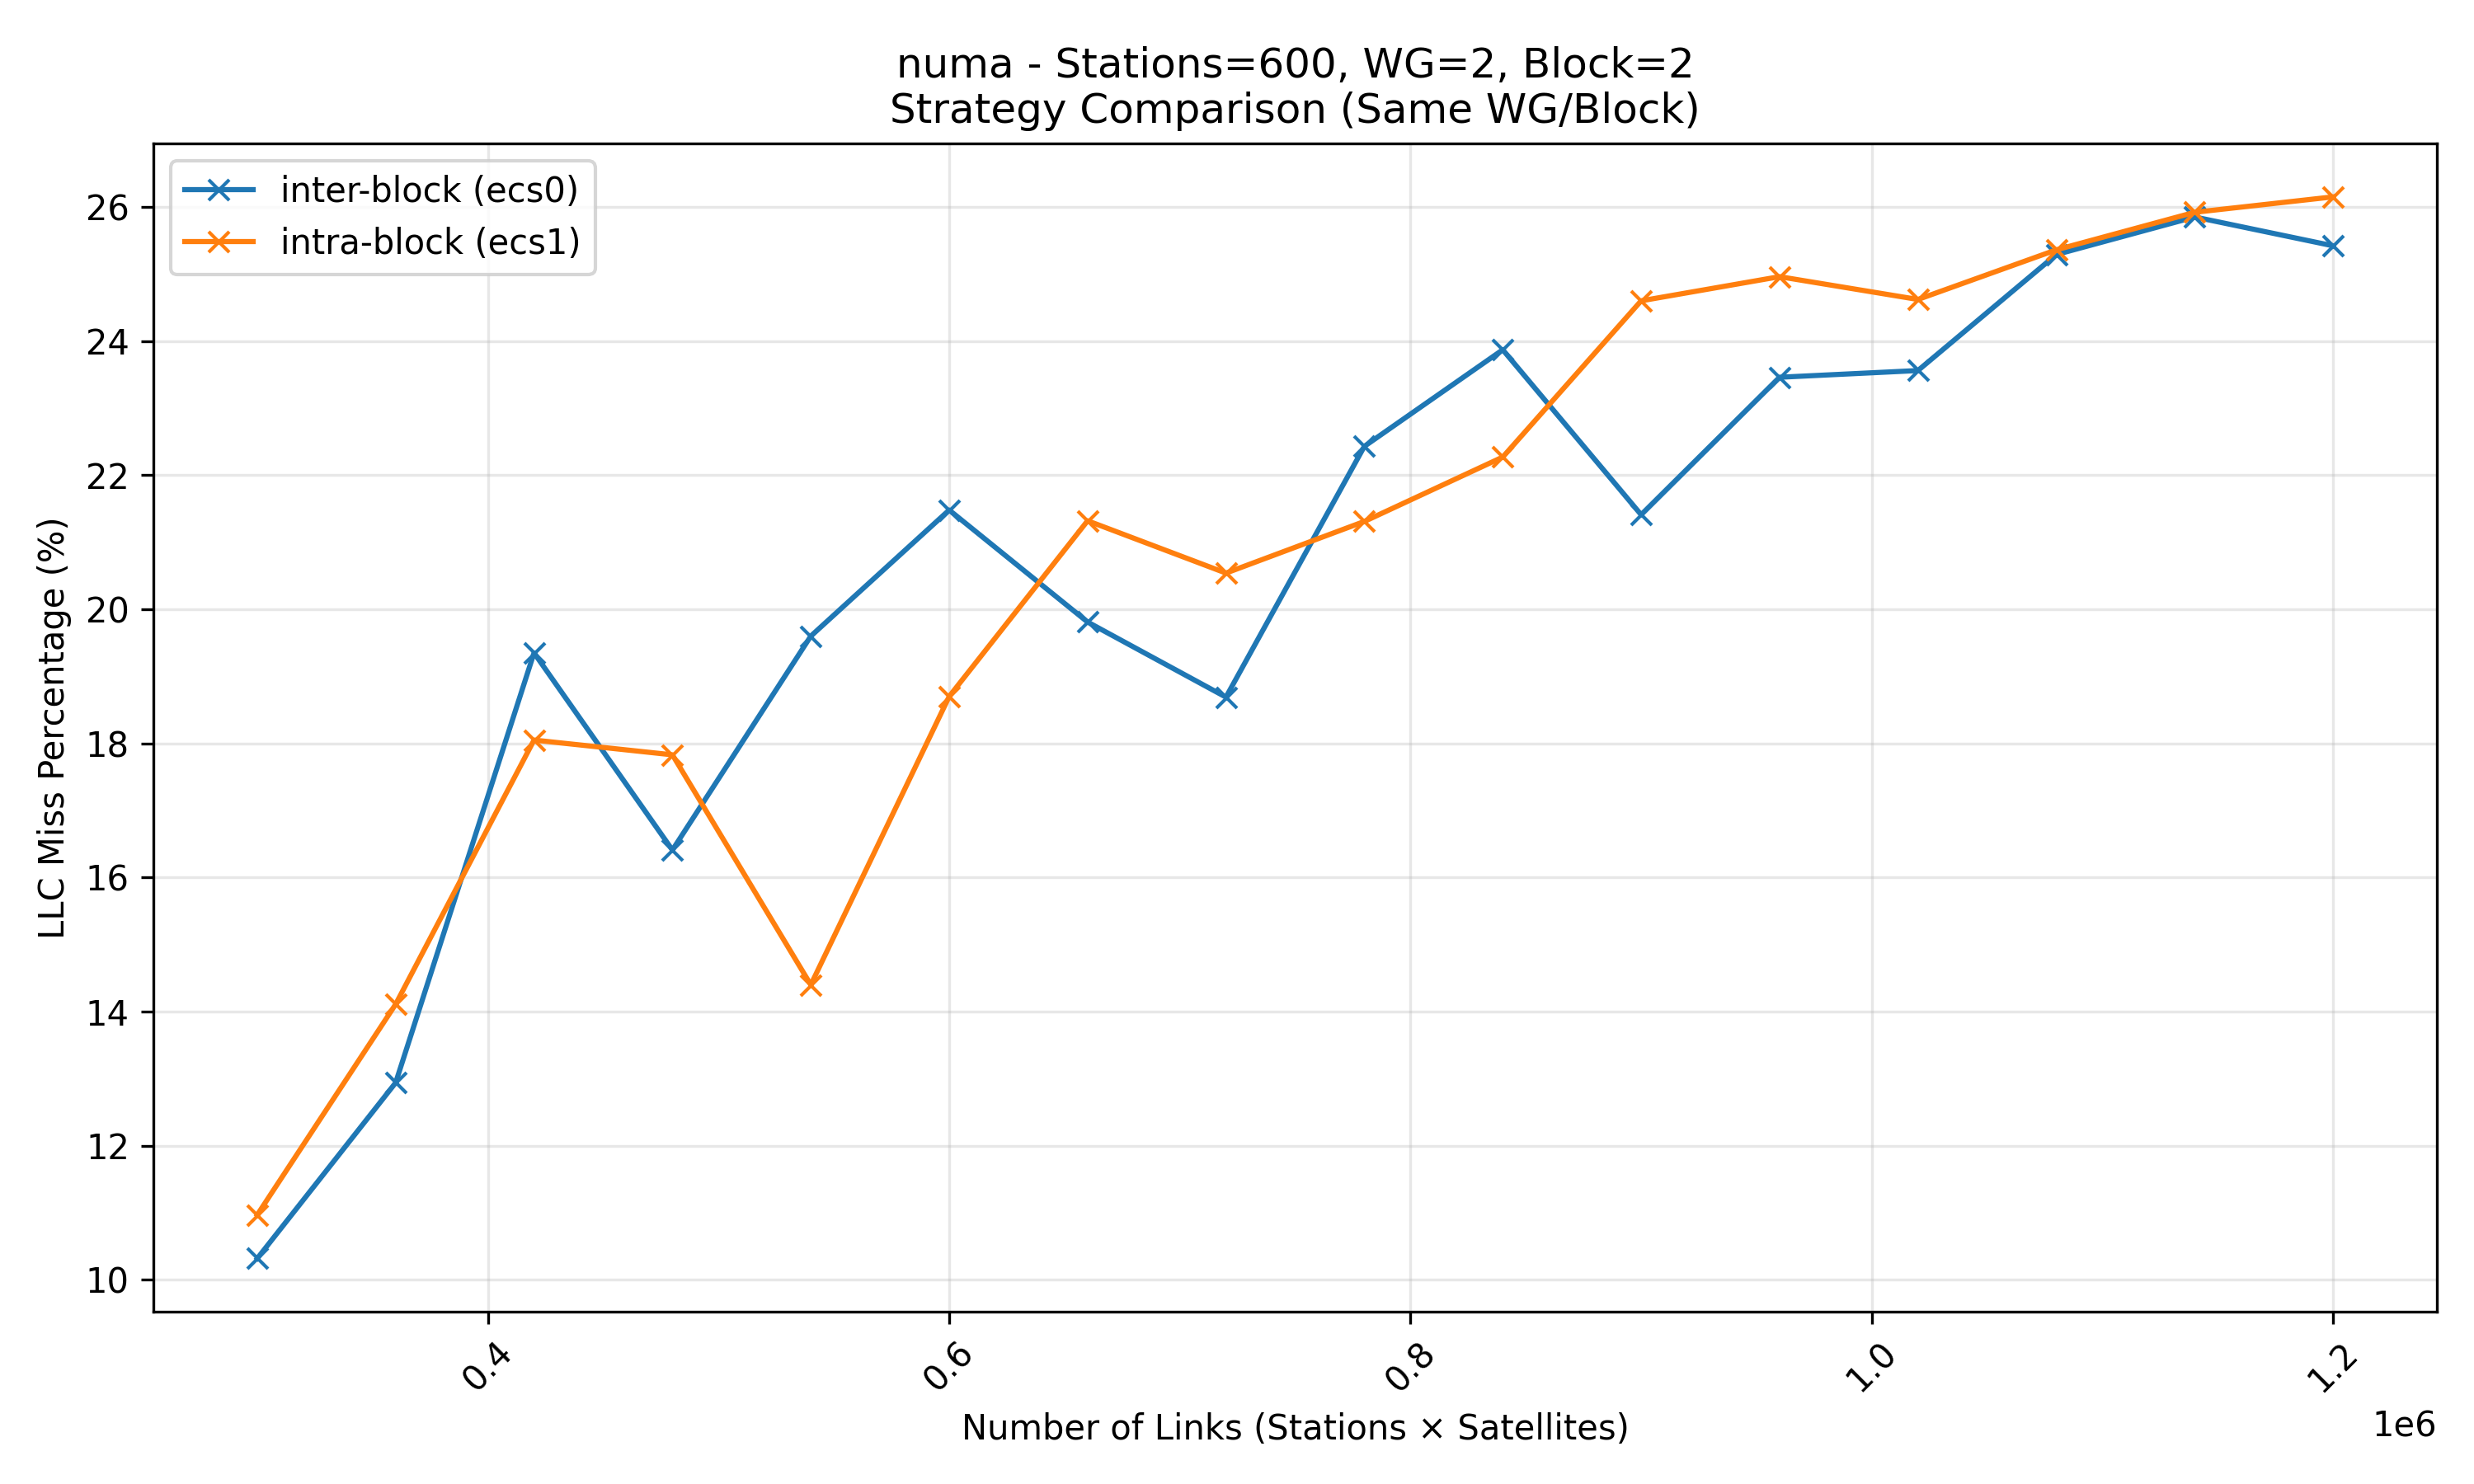 numa - Stations=600, WG=2, Block=2
Strategy Comparison (Same WG/Block)
inter-block (ecs0)
intra-block (ecs1)
LLC Miss Percentage (%)
26
24
22
20
18
16
14
12
10
0.4
0.6
0.8
1.0
1.2
1e6
Number of Links (Stations × Satellites)